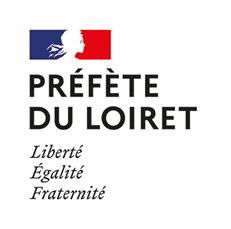 PRÉFÈTE
DU LOIRET
Liberté
Égalité
Fraternité